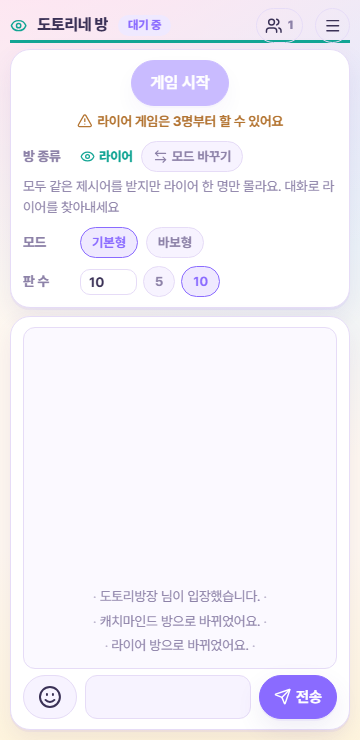 도토리네 방 대기 중 1
게임 시작
라이어 게임은 3명부터 할 수 있어요
방 종류 라이어 모드 바꾸기
모두 같은 제시어를 받지만 라이어 한 명만 몰라요. 대화로 라
이어를 찾아내세요
모드 기본형 바보형
판 수 10 5 10
· 도토리방장 님이 입장했습니다. ·
· 캐치마인드 방으로 바뀌었어요. ·
· 라이어 방으로 바뀌었어요. ·
전송